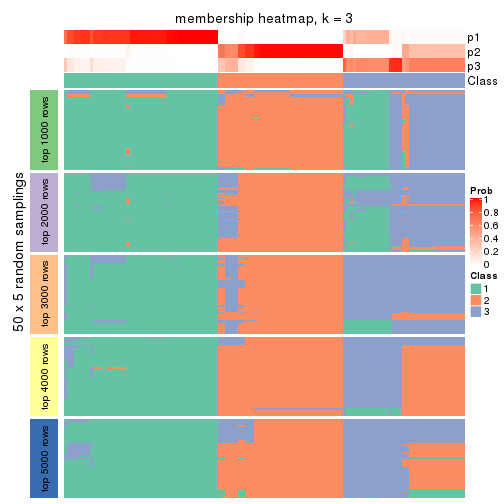 membership heatmap, k = 3
p1
p2
p3
Class
50 x 5 random samplings
top 1000 rows
top 2000 rows
top 3000 rows
top 4000 rows
top 5000 rows
Prob
1
0.8
0.6
0.4
0.2
0
Class
1
2
3